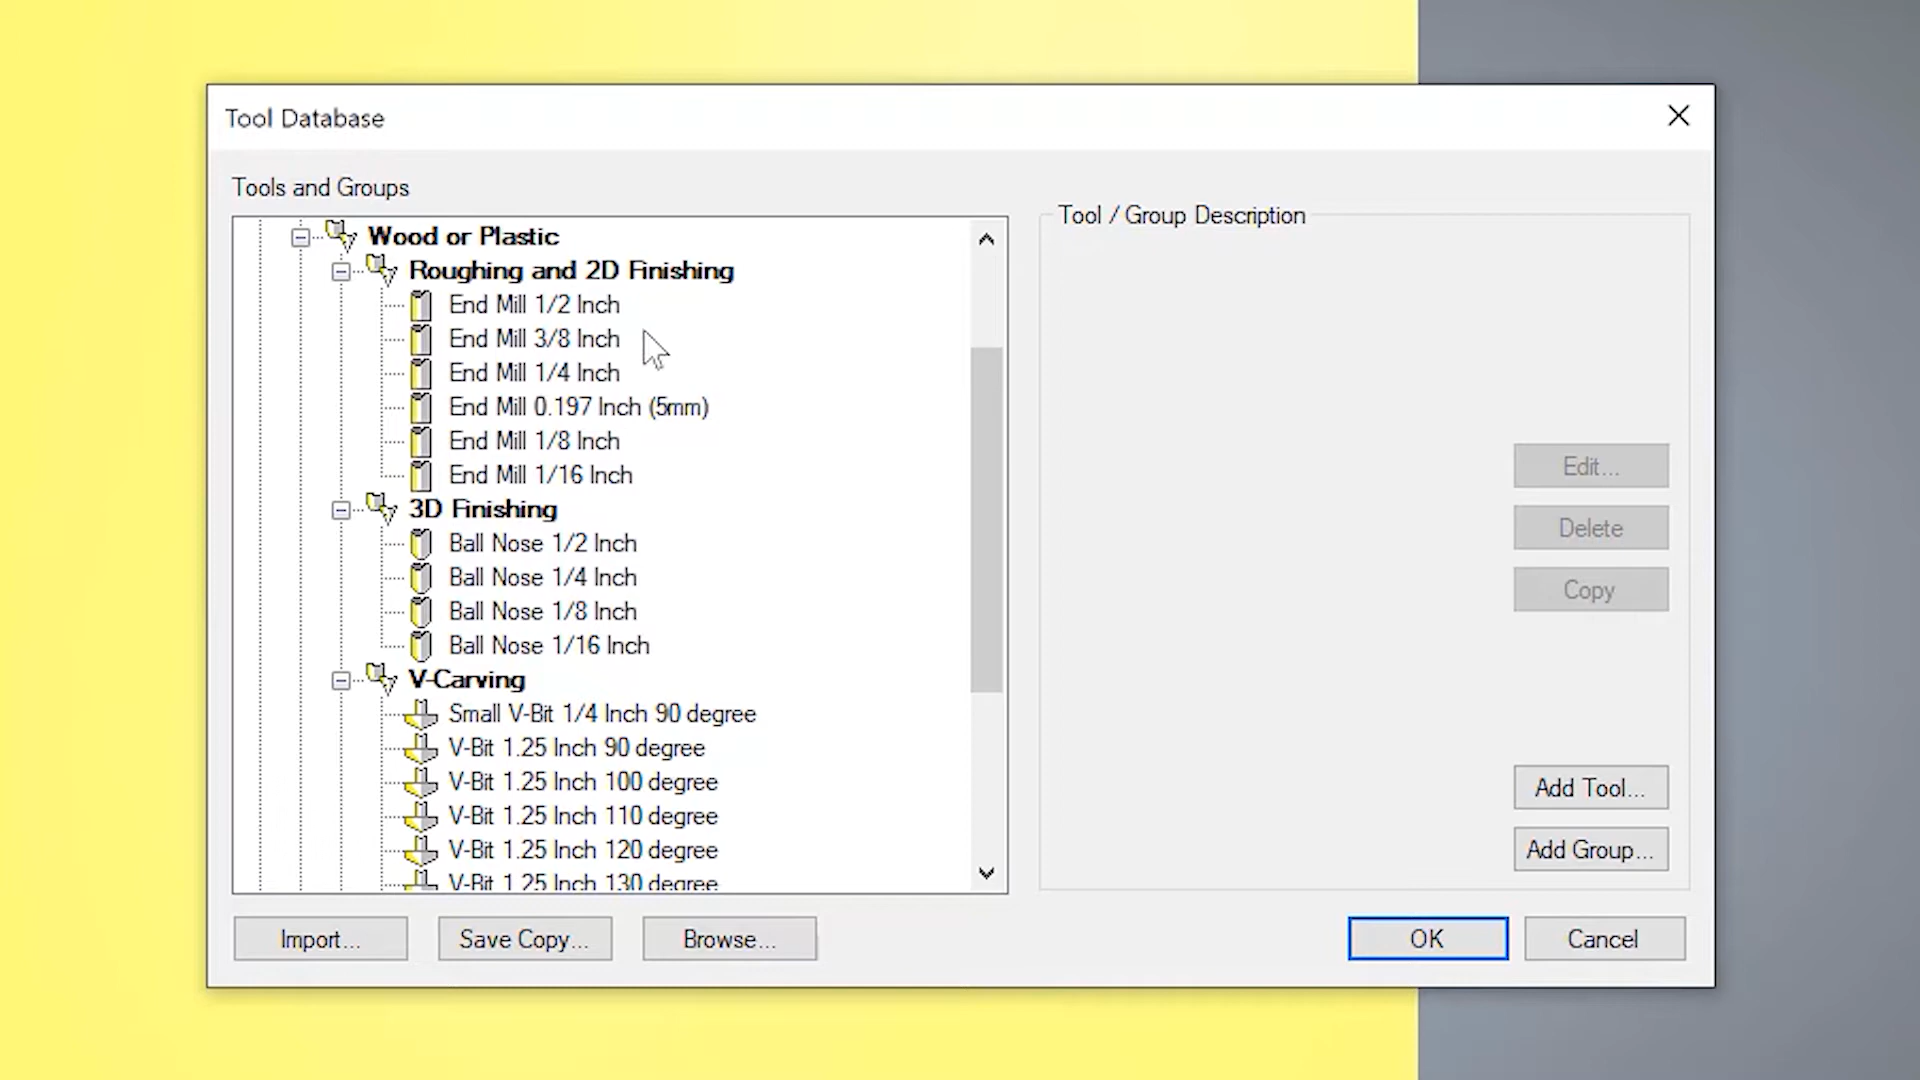 Tool Database
Tools and Groups
Wood or Plastic
Roughing and 2D Finishing
End Mill 1/2 Inch
End Mill 3/8 Inch
End Mill 1/4 Inch
End Mill 0.197 Inch (5mm)
End Mill 1/8 Inch
End Mill 1/16 Inch
3D Finishing
Ball Nose 1/2 Inch
Ball Nose 1/4 Inch
Ball Nose 1/8 Inch
Ball Nose 1/16 Inch
V-Carving
Small V-Bit 1/4 Inch 90 degree
V-Bit 1.25 Inch 90 degree
V-Bit 1.25 Inch 100 degree
V-Bit 1.25 Inch 110 degree
V-Bit 1.25 Inch 120 degree
V-Bit 1.25 Inch 130 degree
Tool / Group Description
Edit...
Delete
Copy
Add Tool...
Add Group...
Import...
Save Copy...
Browse...
OK
Cancel